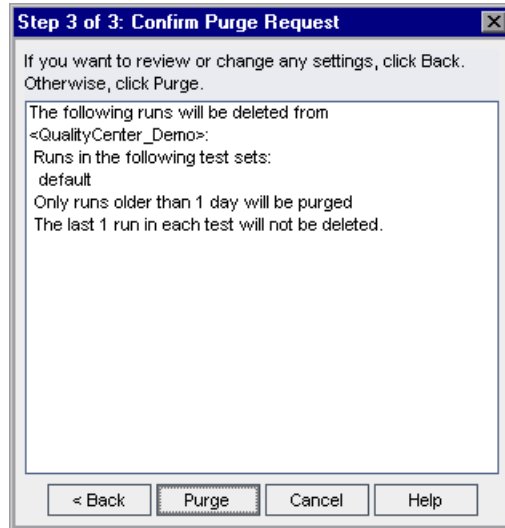 Step 3 of 3: Confirm Purge Request
If you want to review or change any settings, click Back.
Otherwise, click Purge.
The following runs will be deleted from
<QualityCenter_Demo>:
Runs in the following test sets:
default
Only runs older than 1 day will be purged
The last 1 run in each test will not be deleted.
< Back Purge Cancel Help